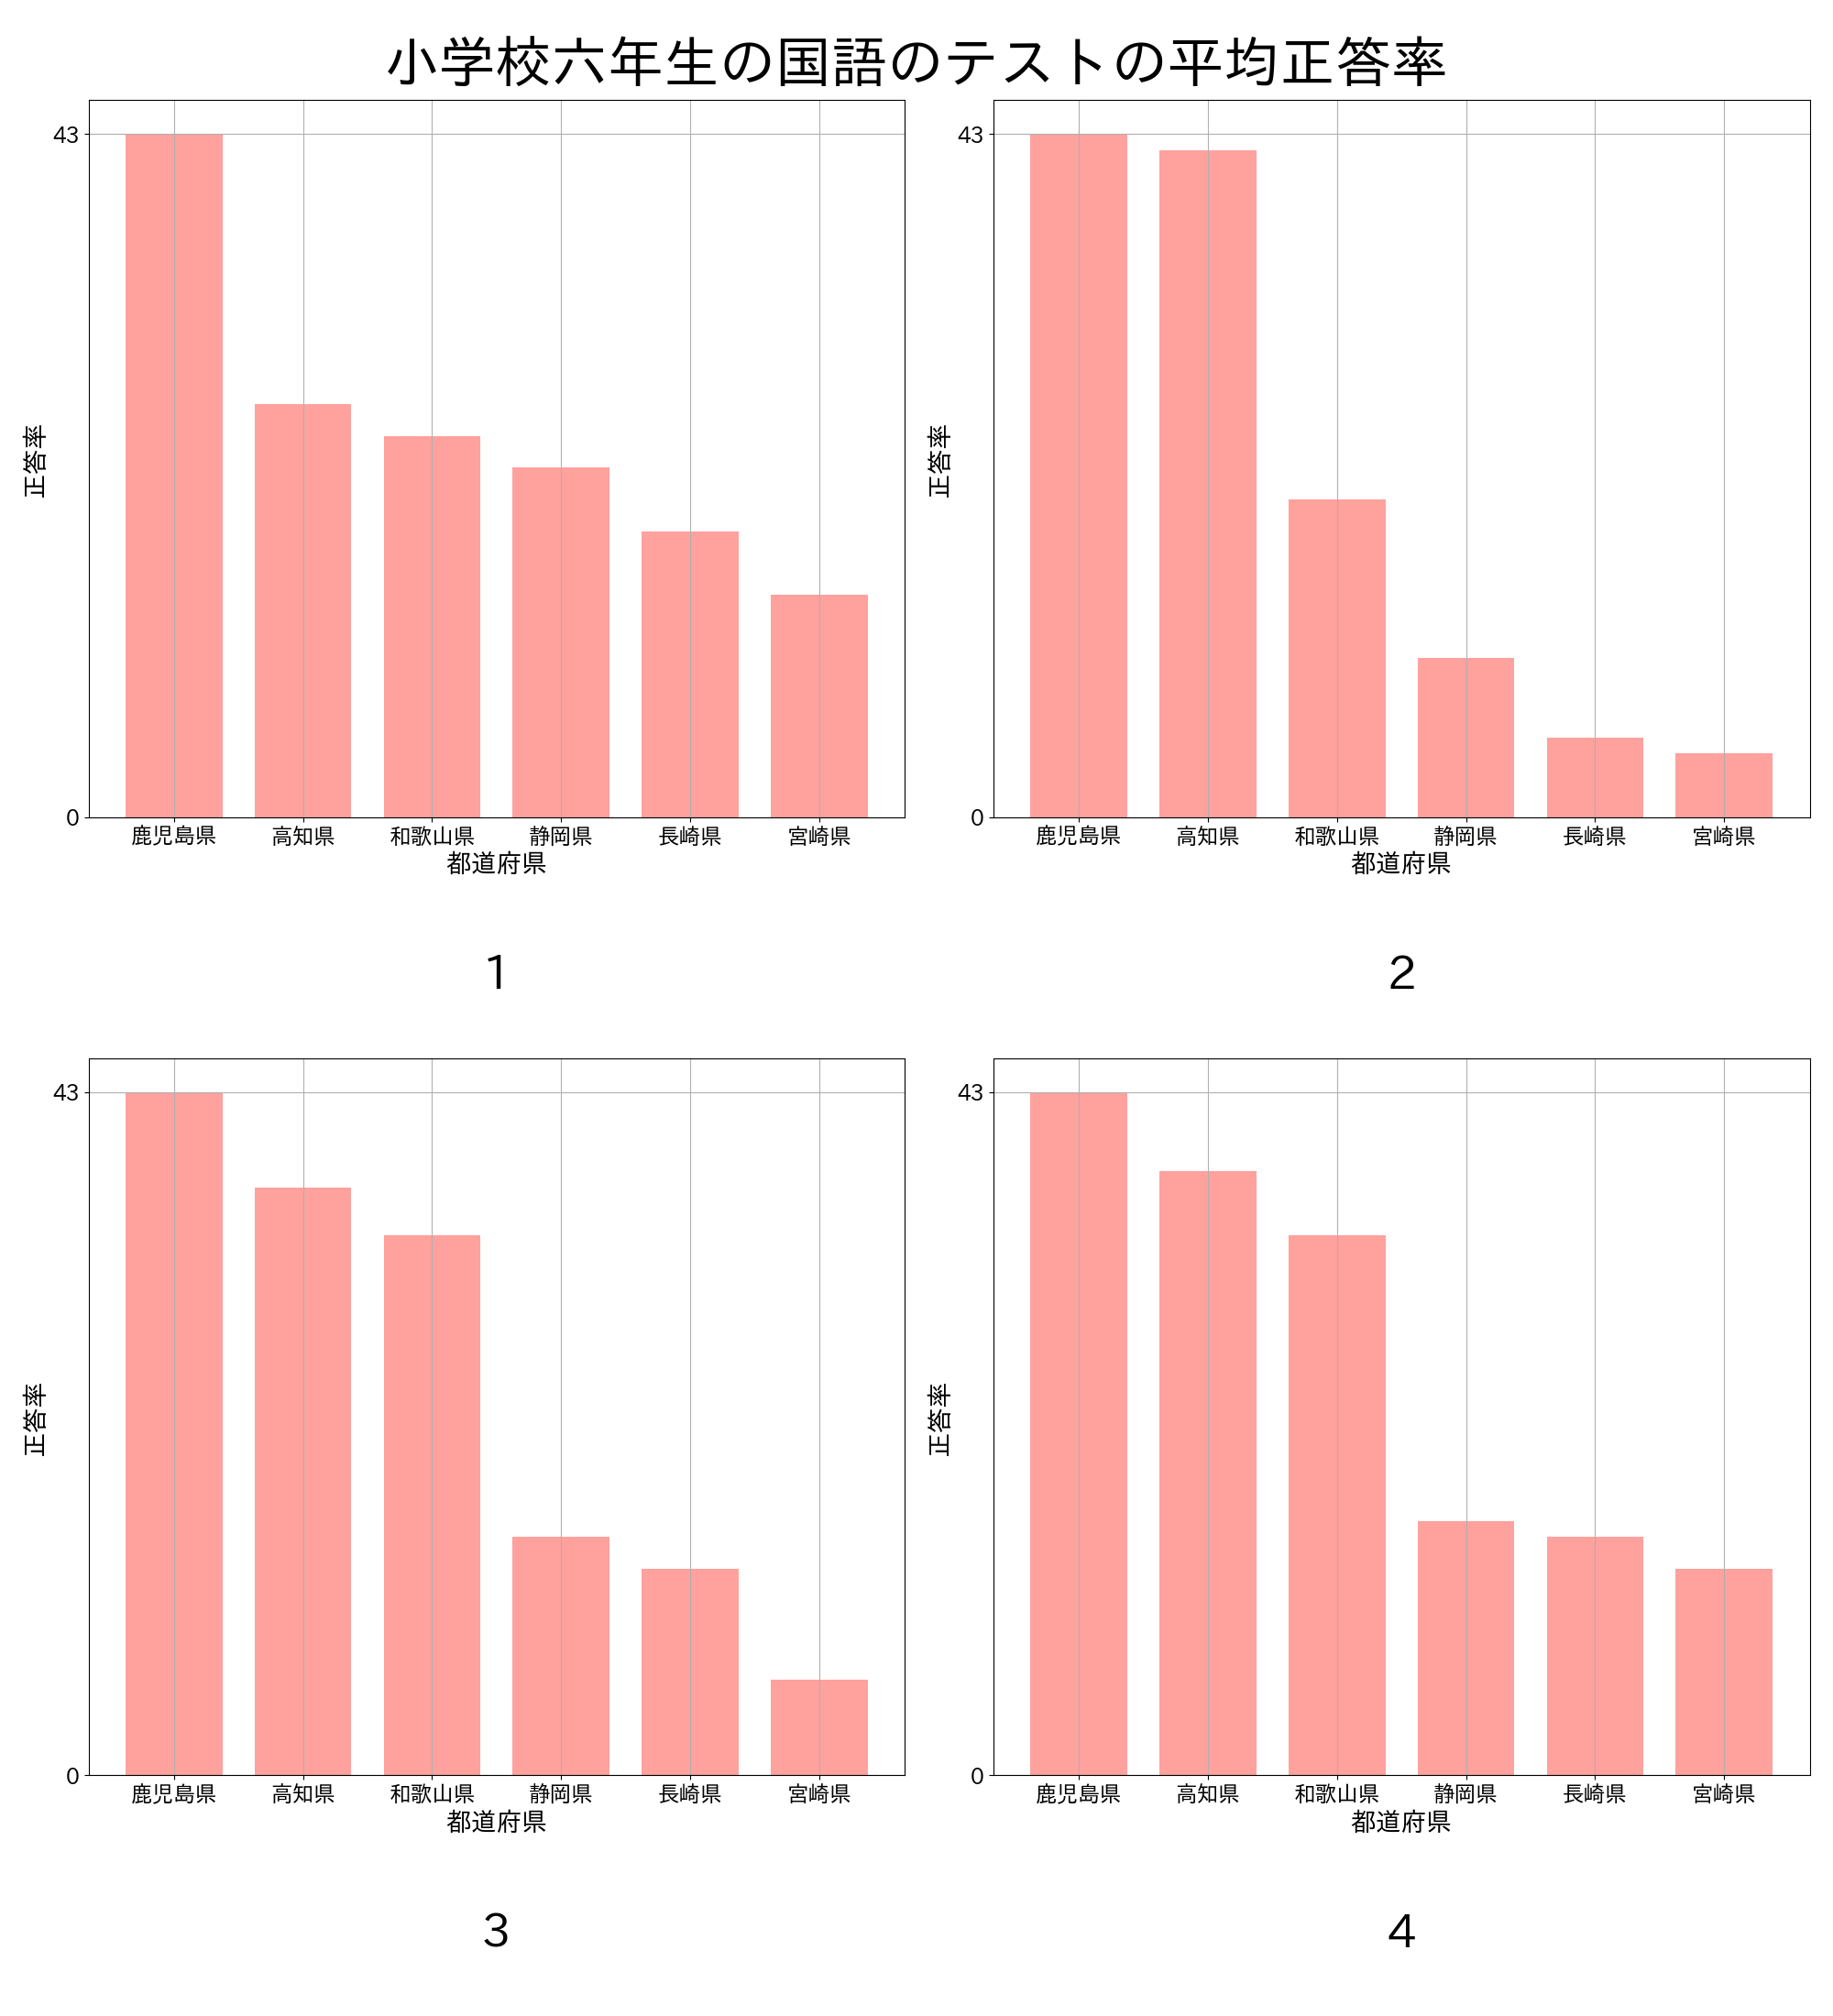 小学校六年生の国語のテストの平均正答率
43
0
正答率
鹿児島県 高知県 和歌山県 静岡県 長崎県 宮崎県
都道府県
1
43
0
正答率
鹿児島県 高知県 和歌山県 静岡県 長崎県 宮崎県
都道府県
2
43
0
正答率
鹿児島県 高知県 和歌山県 静岡県 長崎県 宮崎県
都道府県
3
43
0
正答率
鹿児島県 高知県 和歌山県 静岡県 長崎県 宮崎県
都道府県
4